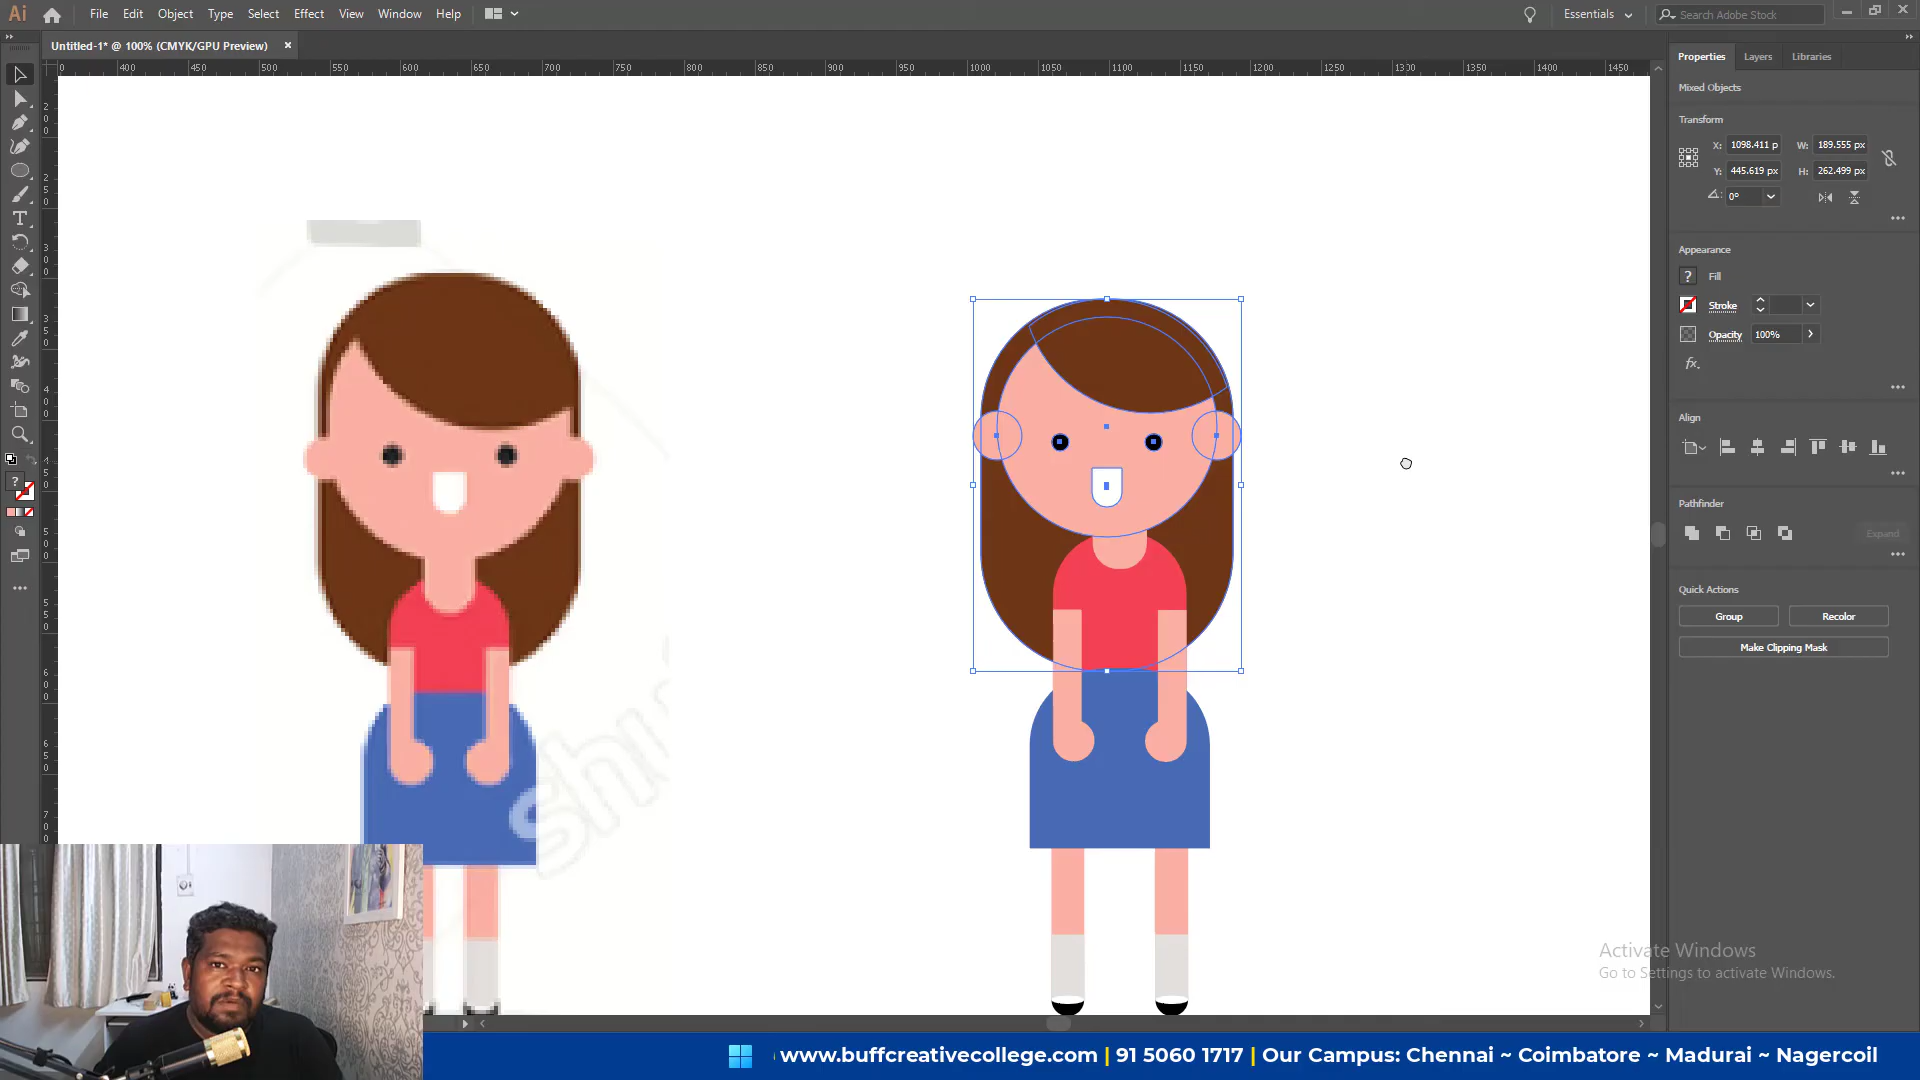 Ai File Edit Object Type Select Effect View Window Help Essentials Search Adobe Stock
Untitled-1* @ 100% (CMYK/GPU Preview) ×
400 450 500 550 600 650 700 750 800 850 900 950 1000 1050 1100 1150 1200 1250 1300 1350 1400 1450
Properties Layers Libraries
Mixed Objects
Transform
X: 1098.411 p W: 189.555 px
Y: 445.619 px H: 262.499 px
0°
Appearance
? Fill
Stroke
Opacity 100%
fx.
Align
Pathfinder
Expand
Quick Actions
Group Recolor
Make Clipping Mask
shu
Activate Windows
Go to Settings to activate Windows.
www.buffcreativecollege.com | 91 5060 1717 | Our Campus: Chennai ~ Coimbatore ~ Madurai ~ Nagercoil